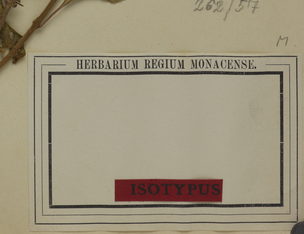 262/57
M.
HERBARIUM REGIUM MONACENSE.
ISOTYPUS